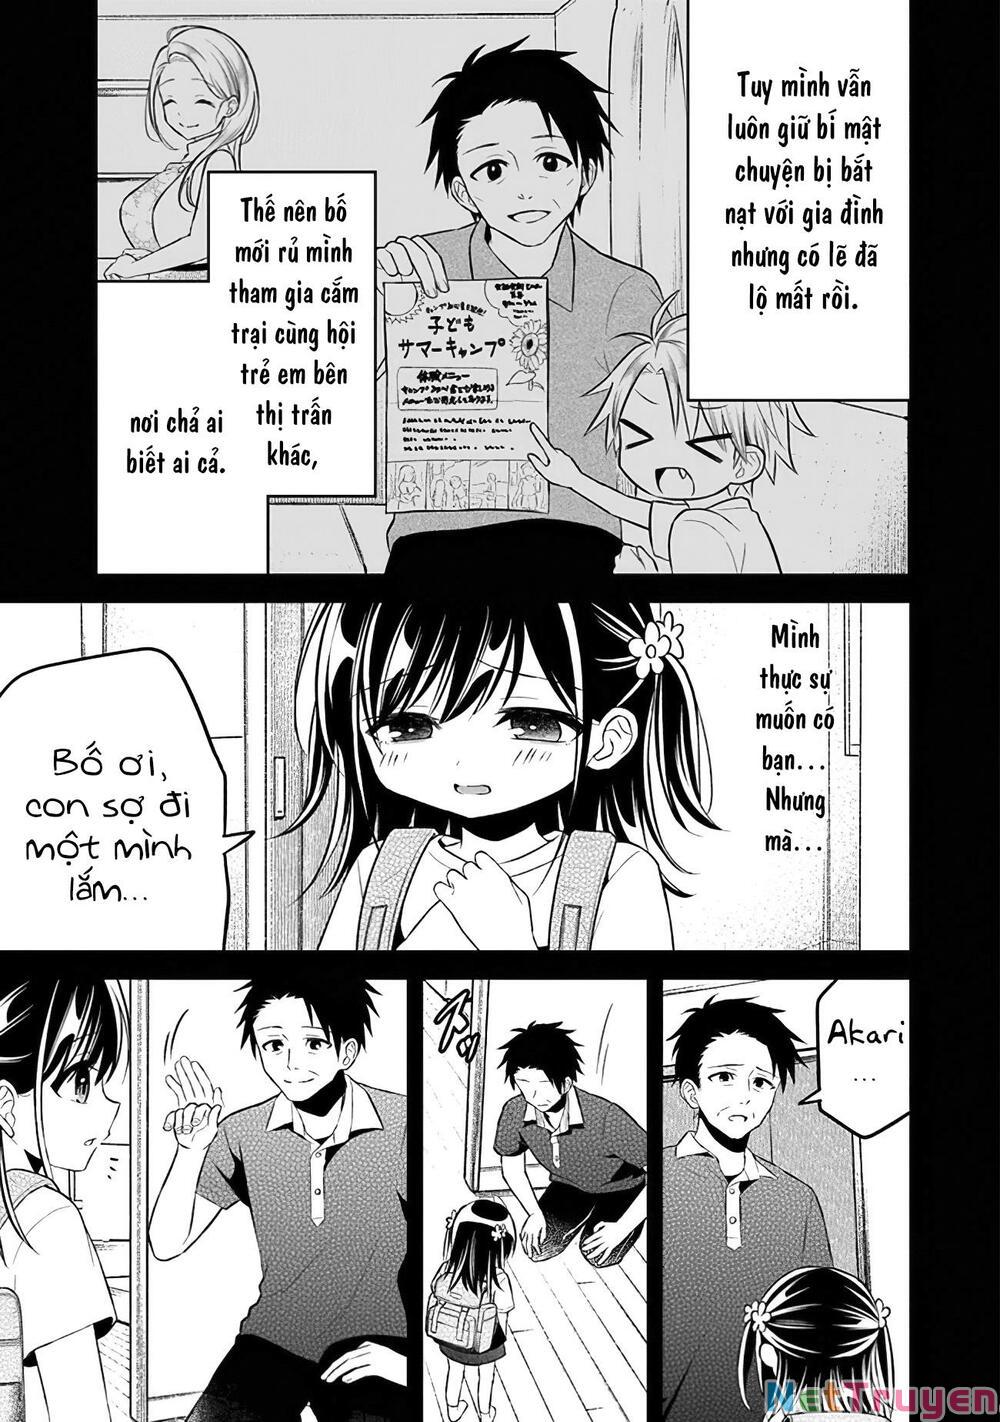 Tuy mình vẫn
luôn giữ bí mật
chuyện bị bắt
nạt với gia đình
nhưng có lẽ đã
lộ mất rồi.
Thế nên bố
mới rủ mình
tham gia cắm
trại cùng hội
trẻ em bên
thị trấn
khác,
nơi chả ai
biết ai cả.
子ども
サマーキャンプ
体験メニュー
Mình
thực sự
muốn có
bạn...
Nhưng
mà...
Bố ơi,
con sợ đi
một mình
lắm...
Akari
...
NetTruyen